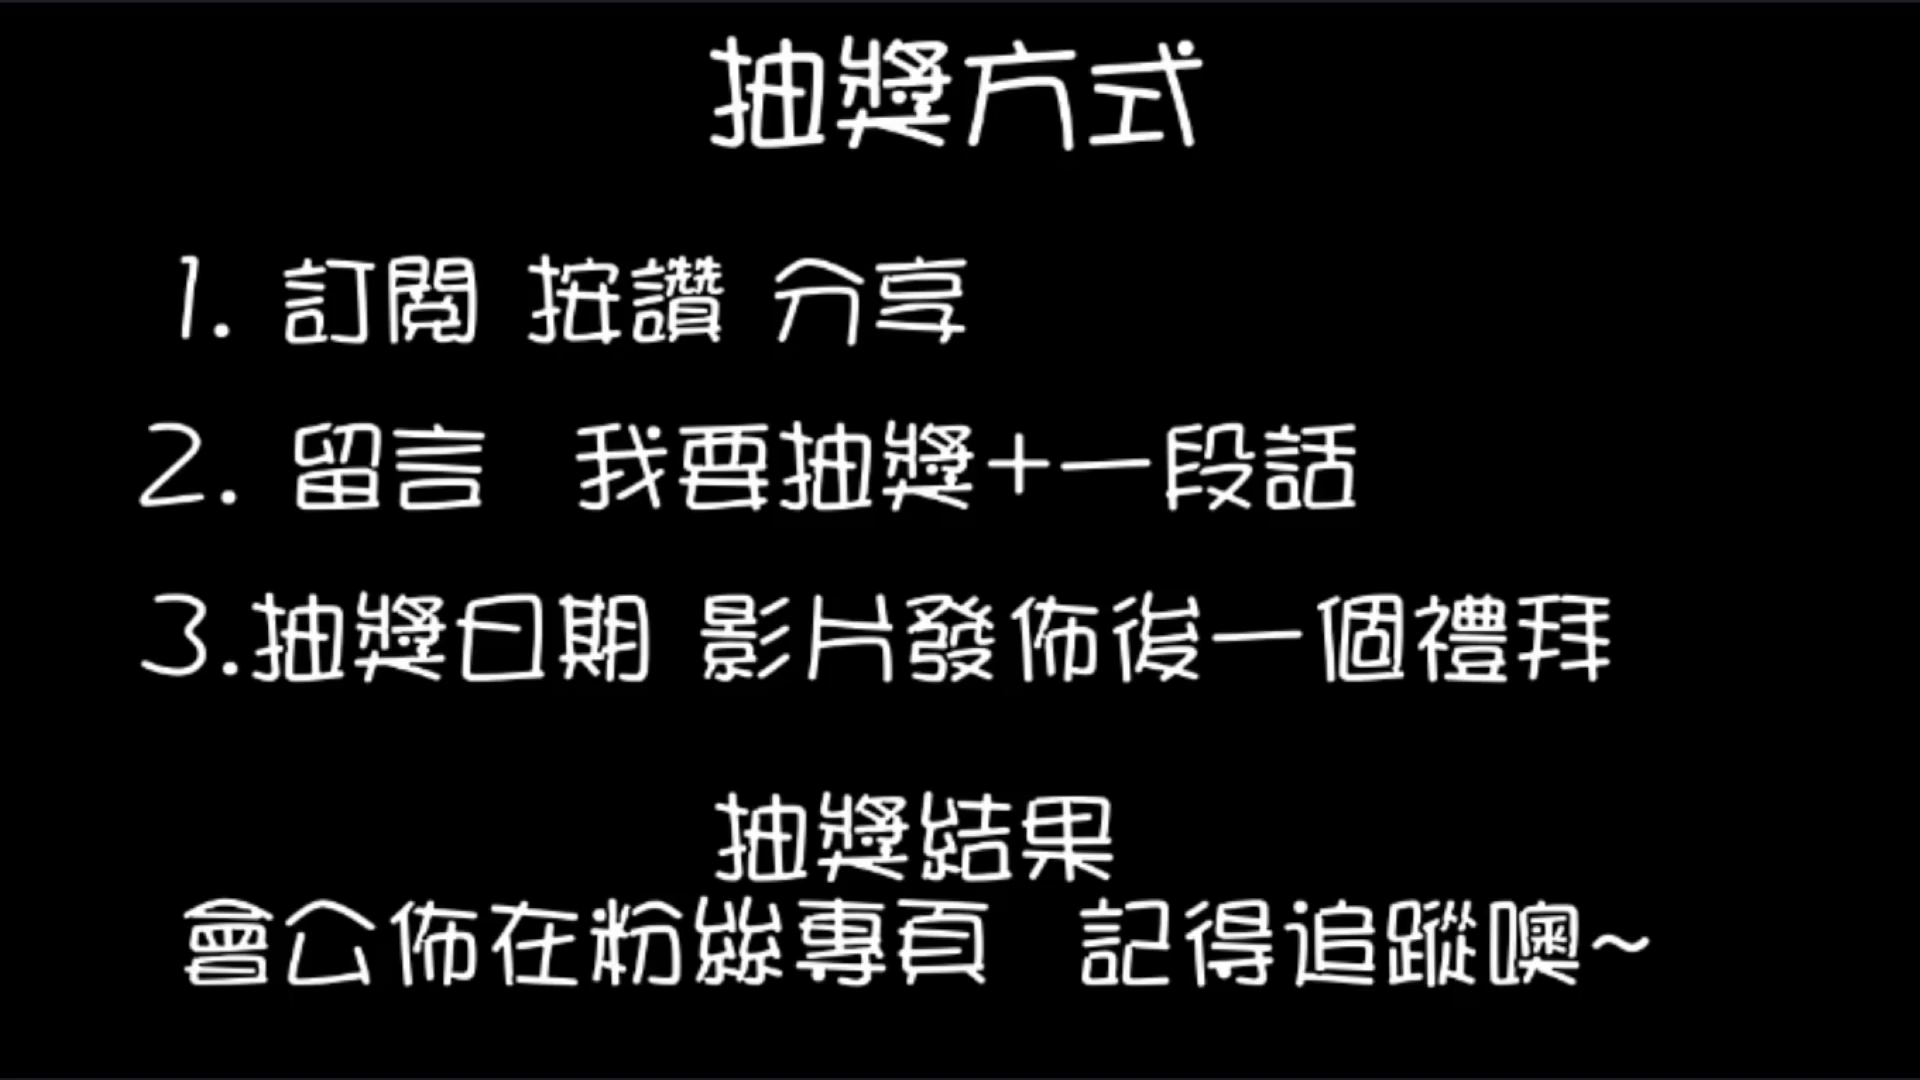 抽獎方式
1. 訂閱 按讚 分享
2. 留言 我要抽獎+一段話
3.抽獎日期 影片發佈後一個禮拜
抽獎結果
會公佈在粉絲專頁 記得追蹤噢~